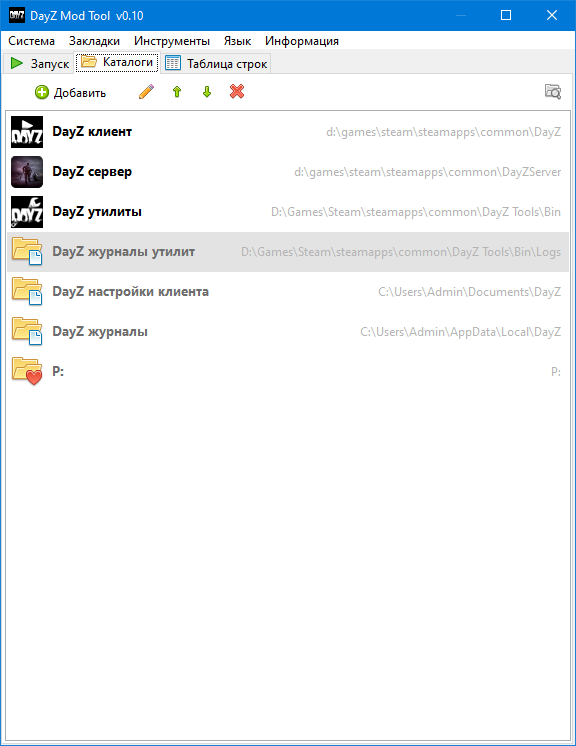 DayZ Mod Tool v0.10
Система Закладки Инструменты Язык Информация
Запуск Каталоги Таблица строк
Добавить
DayZ клиент d:\games\steam\steamapps\common\DayZ
DayZ сервер d:\games\steam\steamapps\common\DayZServer
DayZ утилиты D:\Games\Steam\steamapps\common\DayZ Tools\Bin
DayZ журналы утилит D:\Games\Steam\steamapps\common\DayZ Tools\Bin\Logs
DayZ настройки клиента C:\Users\Admin\Documents\DayZ
DayZ журналы C:\Users\Admin\AppData\Local\DayZ
P: P: